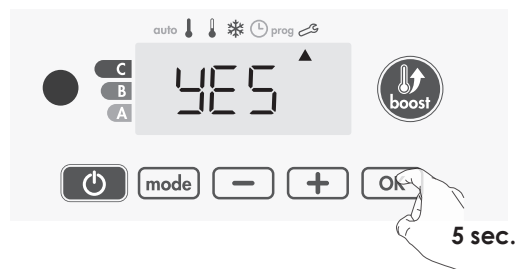 auto prog
C
B
A
YES
boost
mode − + OK
5 sec.